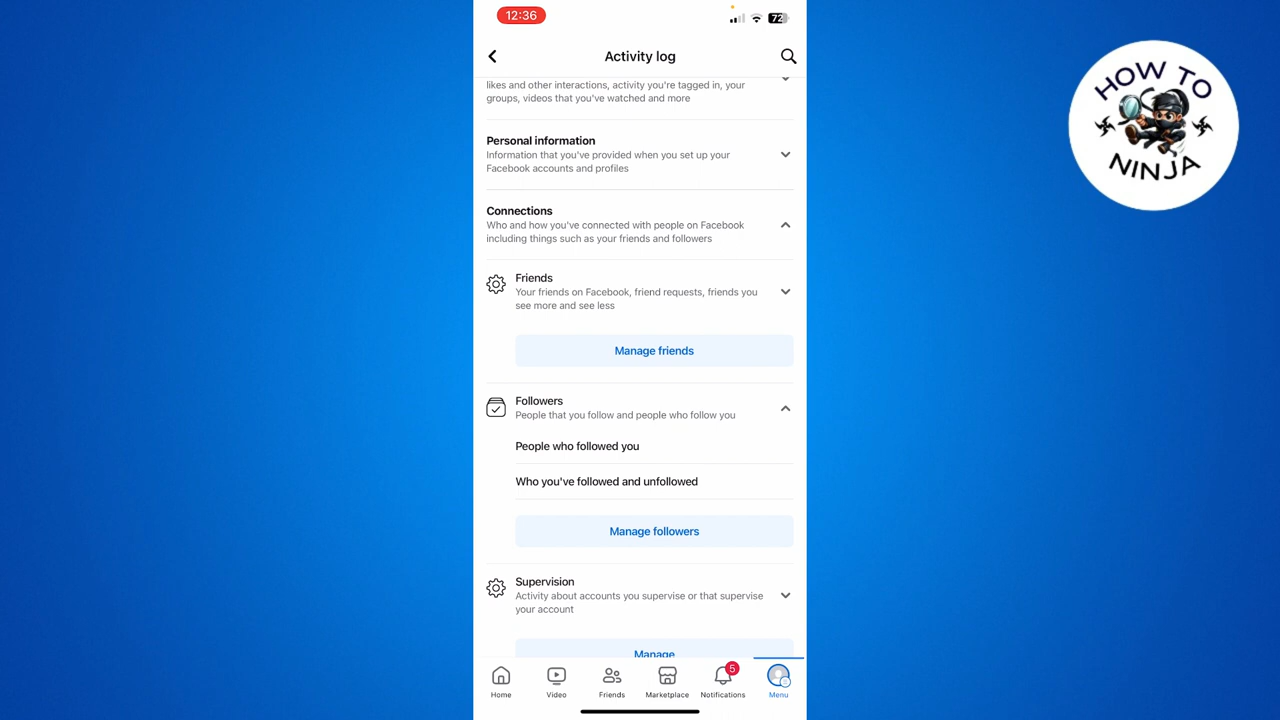 12:36
72
Activity log
likes and other interactions, activity you're tagged in, your
groups, videos that you've watched and more
Personal information
Information that you've provided when you set up your
Facebook accounts and profiles
Connections
Who and how you've connected with people on Facebook
including things such as your friends and followers
Friends
Your friends on Facebook, friend requests, friends you
see more and see less
Manage friends
Followers
People that you follow and people who follow you
People who followed you
Who you've followed and unfollowed
Manage followers
Supervision
Activity about accounts you supervise or that supervise
your account
Manage
5
Home
Video
Friends
Marketplace
Notifications
Menu
HOW TO
NINJA